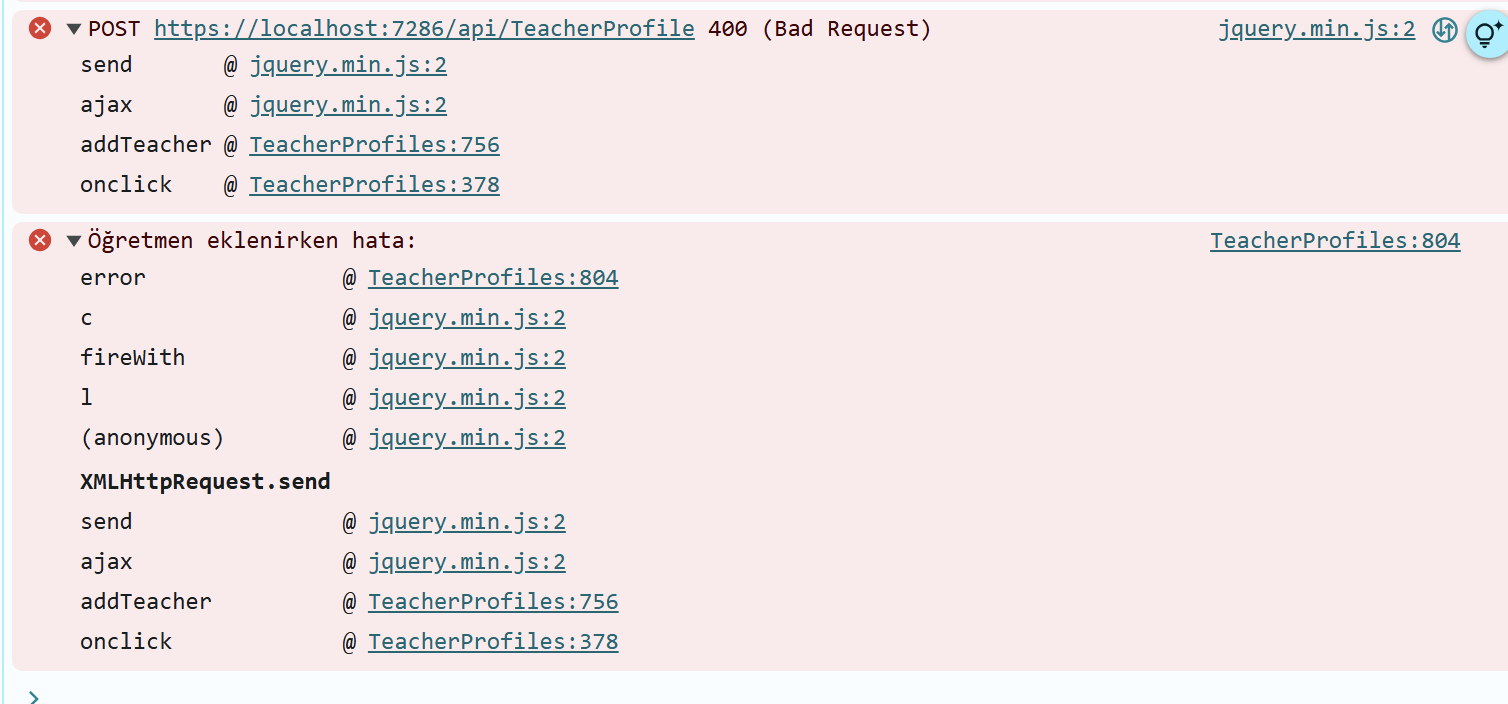 ▼ POST https://localhost:7286/api/TeacherProfile 400 (Bad Request) jquery.min.js:2
send @ jquery.min.js:2
ajax @ jquery.min.js:2
addTeacher @ TeacherProfiles:756
onclick @ TeacherProfiles:378
▼ Öğretmen eklenirken hata: TeacherProfiles:804
error @ TeacherProfiles:804
c @ jquery.min.js:2
fireWith @ jquery.min.js:2
l @ jquery.min.js:2
(anonymous) @ jquery.min.js:2
XMLHttpRequest.send
send @ jquery.min.js:2
ajax @ jquery.min.js:2
addTeacher @ TeacherProfiles:756
onclick @ TeacherProfiles:378